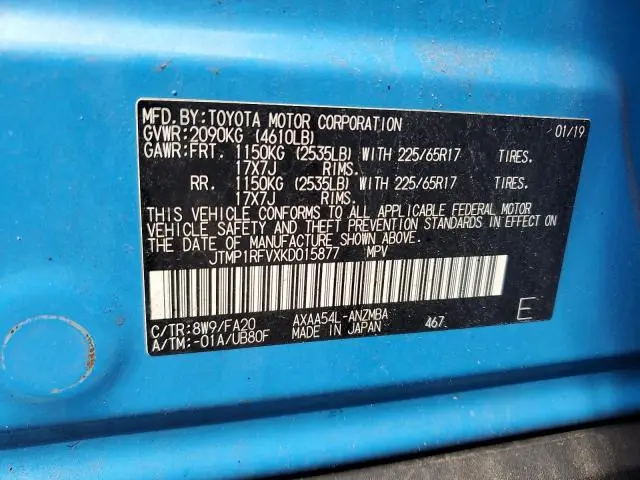 MFD.BY:TOYOTA MOTOR CORPORATION 01/19
GVWR:2090KG (4610LB)
GAWR:FRT. 1150KG (2535LB) WITH 225/65R17 TIRES.
17X7J RIMS.
RR. 1150KG (2535LB) WITH 225/65R17 TIRES.
17X7J RIMS.
THIS VEHICLE CONFORMS TO ALL APPLICABLE FEDERAL MOTOR
VEHICLE SAFETY AND THEFT PREVENTION STANDARDS IN EFFECT ON
THE DATE OF MANUFACTURE SHOWN ABOVE.
JTMP1RFVXKD015877 MPV
C/TR:8W9/FA20 AXAA54L-ANZMBA 467 E
A/TM:-01A/UB80F MADE IN JAPAN